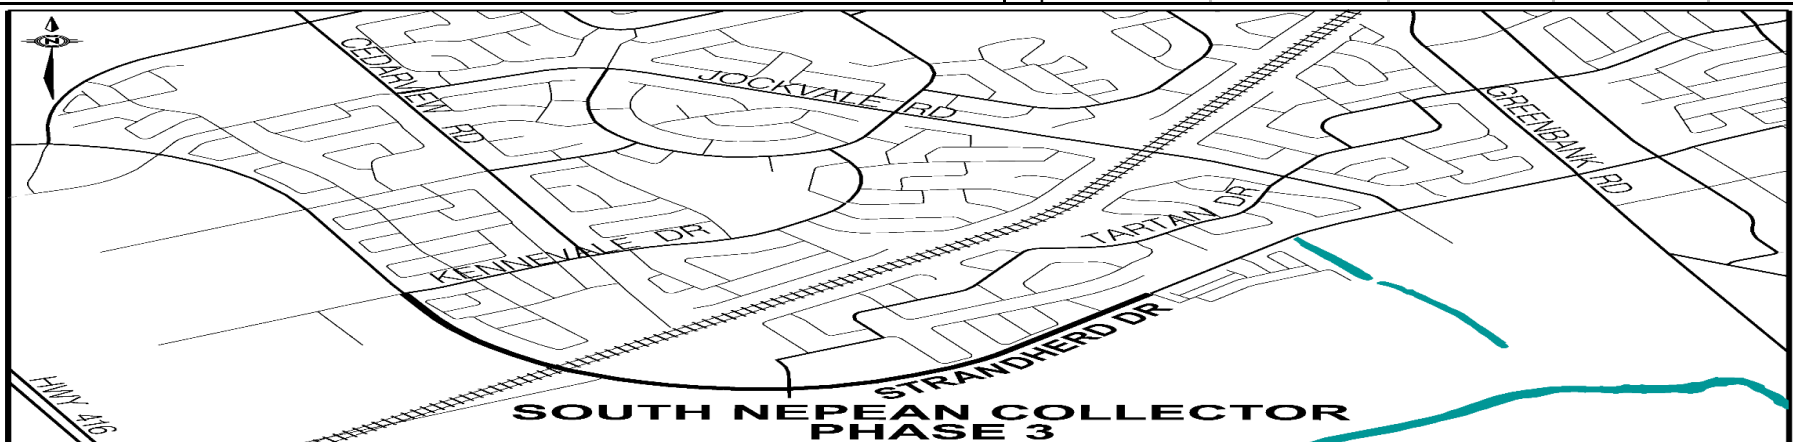 N
CEDARVIEW RD
JOCKVALE RD
GREENBANK RD
TARTAN DR
KENNEVALE DR
STRANDHERD DR
HWY 416
SOUTH NEPEAN COLLECTOR
PHASE 3